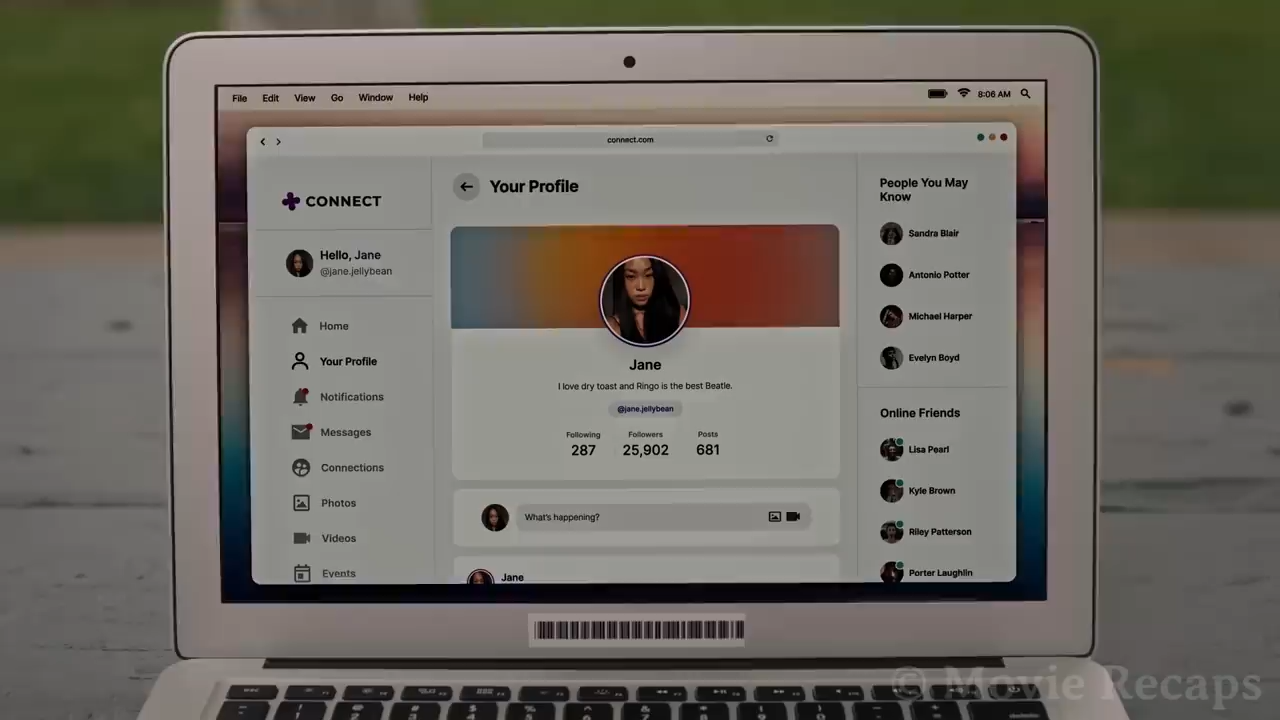 File Edit View Go Window Help
8:06 AM
connect.com
CONNECT
Hello, Jane
@jane.jellybean
Home
Your Profile
Notifications
Messages
Connections
Photos
Videos
Events
Your Profile
Jane
I love dry toast and Ringo is the best Beatle.
@jane.jellybean
Following Followers Posts
287 25,902 681
What's happening?
Jane
People You May
Know
Sandra Blair
Antonio Potter
Michael Harper
Evelyn Boyd
Online Friends
Lisa Pearl
Kyle Brown
Riley Patterson
Porter Laughlin
© Movie Recaps